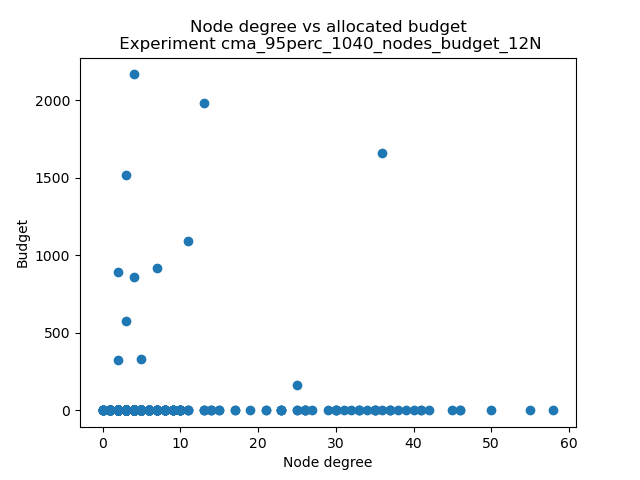 Node degree vs allocated budget
Experiment cma_95perc_1040_nodes_budget_12N
Budget
2000
1500
1000
500
0
0 10 20 30 40 50 60
Node degree